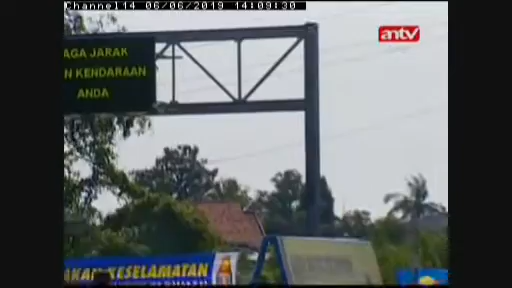 Channel14 06/06/2019 14:09:30
antv
AGA JARAK
N KENDARAAN
ANDA
AKAN KESELAMATAN